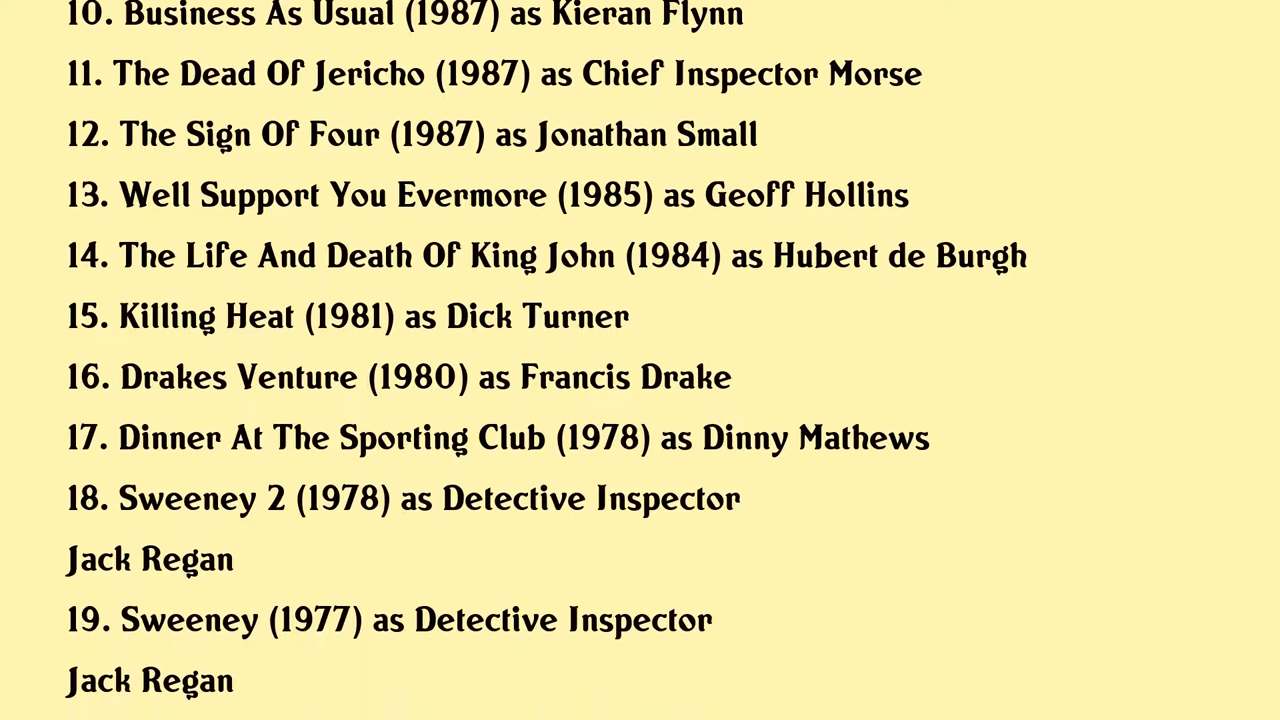 10. Business As Usual (1987) as Kieran Flynn
11. The Dead Of Jericho (1987) as Chief Inspector Morse
12. The Sign Of Four (1987) as Jonathan Small
13. Well Support You Evermore (1985) as Geoff Hollins
14. The Life And Death Of King John (1984) as Hubert de Burgh
15. Killing Heat (1981) as Dick Turner
16. Drakes Venture (1980) as Francis Drake
17. Dinner At The Sporting Club (1978) as Dinny Mathews
18. Sweeney 2 (1978) as Detective Inspector
Jack Regan
19. Sweeney (1977) as Detective Inspector
Jack Regan